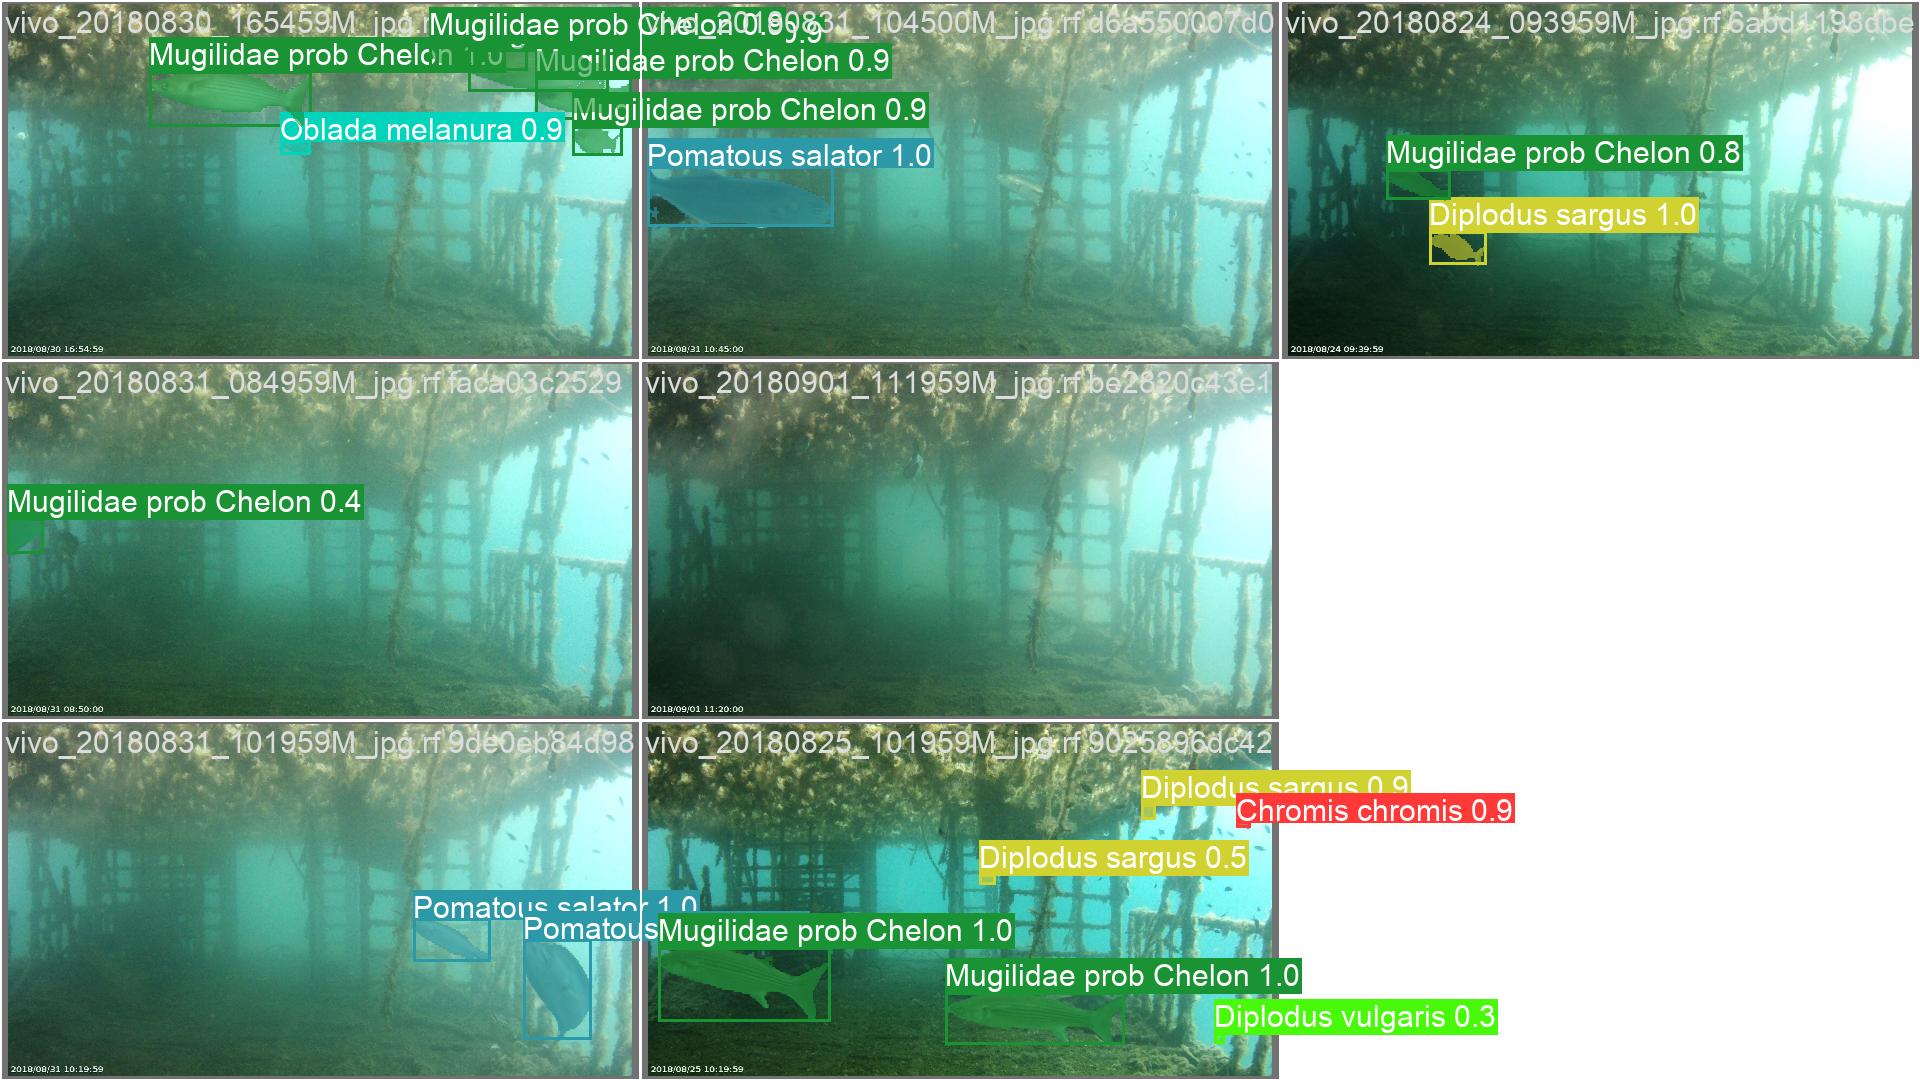 vivo_20180830_165459M_jpg.r
Mugilidae prob Chelon 0.9
vivo_20180831_104500M_jpg.rf.d6a550007d0
vivo_20180824_093959M_jpg.rf.6abd1198dbe
Mugilidae prob Chelon 1.0
Mugilidae prob Chelon 0.9
Mugilidae prob Chelon 0.9
Oblada melanura 0.9
Pomatous salator 1.0
Mugilidae prob Chelon 0.8
Diplodus sargus 1.0
2018/08/30 16:54:59
2018/08/31 10:45:00
2018/08/24 09:39:59
vivo_20180831_084959M_jpg.rf.faca03c2529
vivo_20180901_111959M_jpg.rf.be2820c43e1
Mugilidae prob Chelon 0.4
2018/08/31 08:50:00
2018/09/01 11:20:00
vivo_20180831_101959M_jpg.rf.9de0eb84d98
vivo_20180825_101959M_jpg.rf.9025896dc42
Diplodus sargus 0.9
Chromis chromis 0.9
Diplodus sargus 0.5
Pomatous salator 1.0
Pomatous
Mugilidae prob Chelon 1.0
Mugilidae prob Chelon 1.0
Diplodus vulgaris 0.3
2018/08/31 10:19:59
2018/08/25 10:19:59